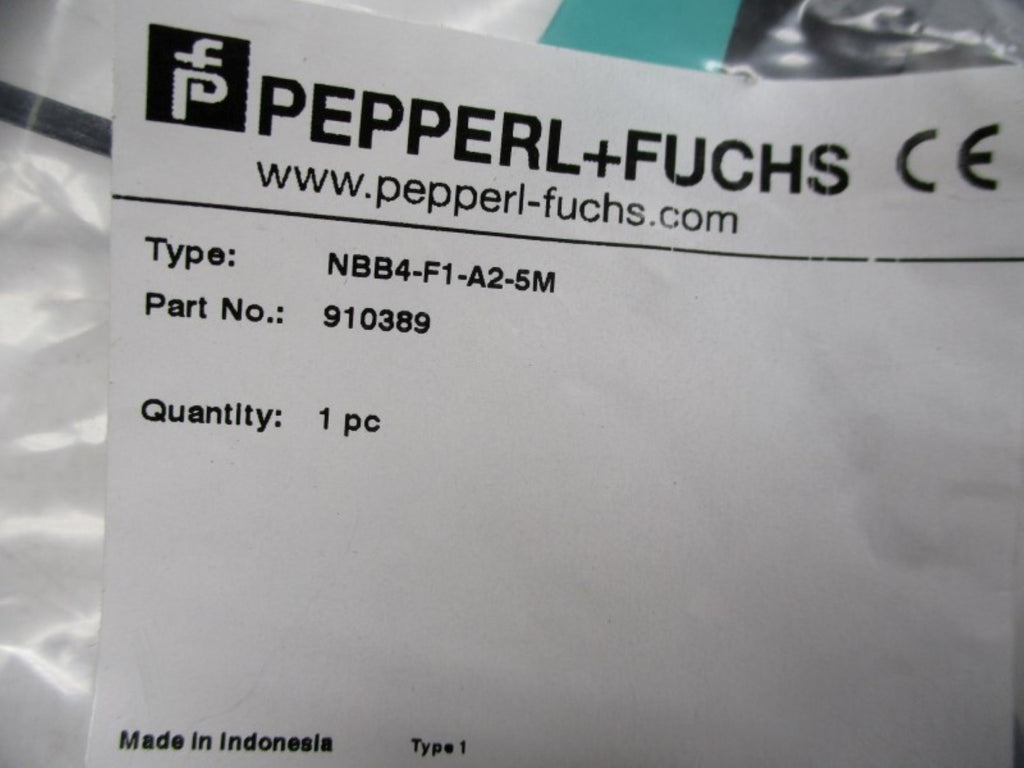 PEPPERL+FUCHS CE
www.pepperl-fuchs.com
Type: NBB4-F1-A2-5M
Part No.: 910389
Quantity: 1 pc
Made in Indonesia Type 1